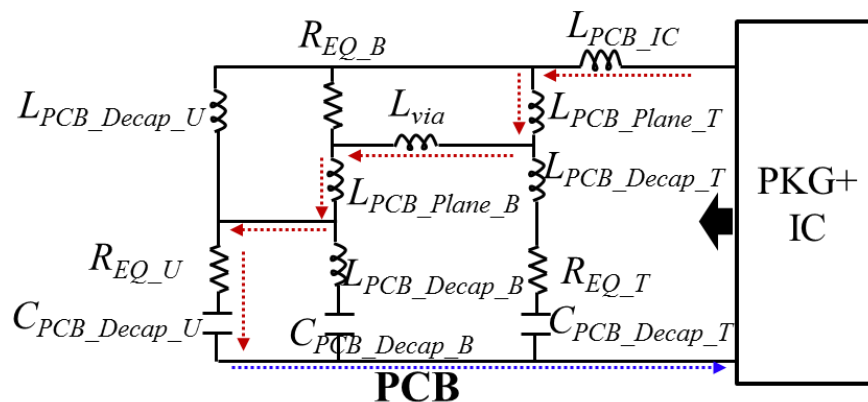 L_PCB_IC
R_EQ_B
L_PCB_Decap_U
L_via
L_PCB_Plane_T
L_PCB_Decap_T
PKG+
IC
L_PCB_Plane_B
R_EQ_U
L_PCB_Decap_B
R_EQ_T
C_PCB_Decap_U
C_PCB_Decap_B
C_PCB_Decap_T
PCB